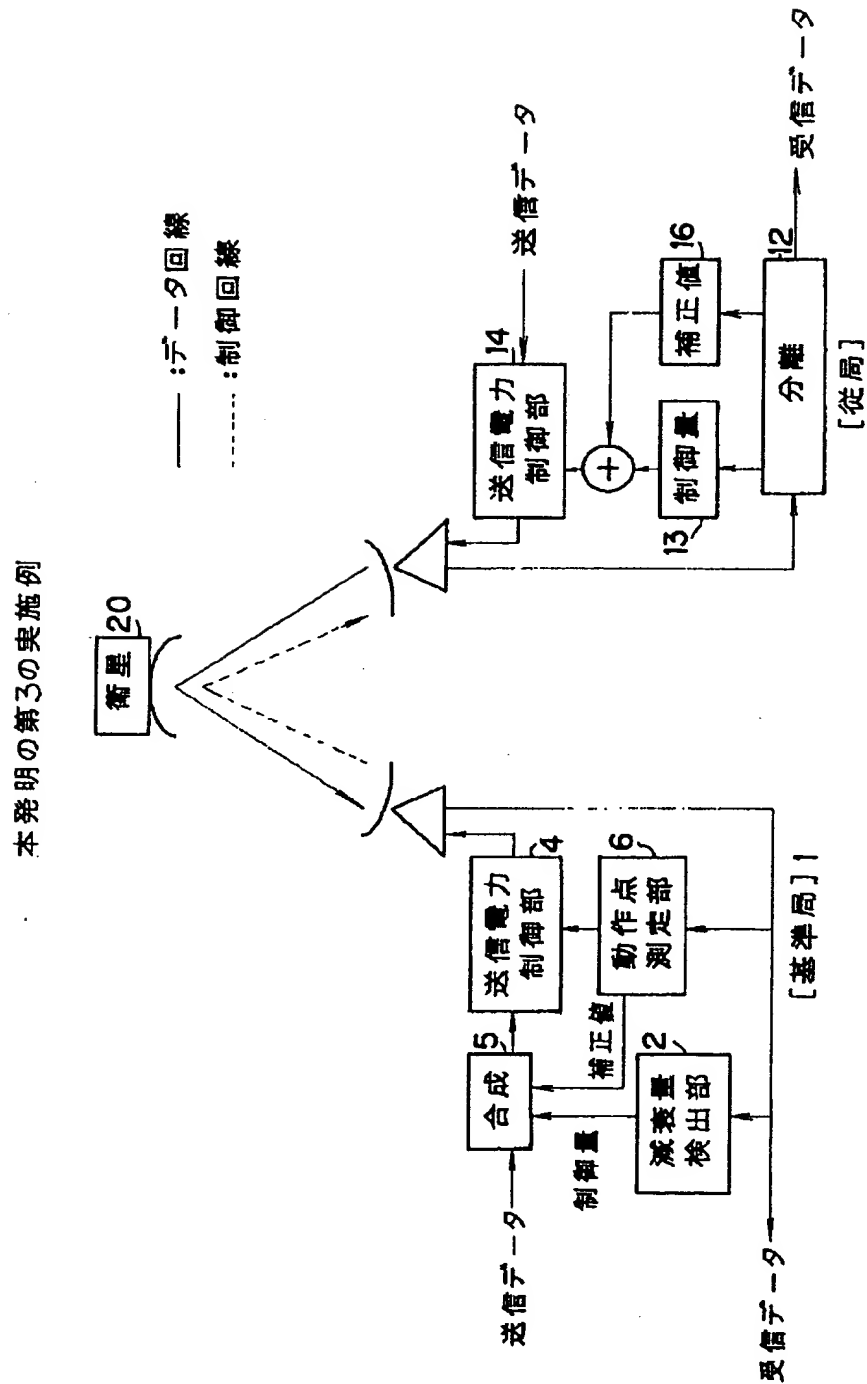 本発明の第3の実施例
衛星
20
――:データ回線
-----:制御回線
送信データ
合成
5
送信電力
制御部
4
制御量
補正値
減衰量
検出部
2
動作点
測定部
6
受信データ
[基準局]1
送信電力
制御部
14
送信データ
+
制御量
13
補正値
16
分離
12
受信データ
[従局]